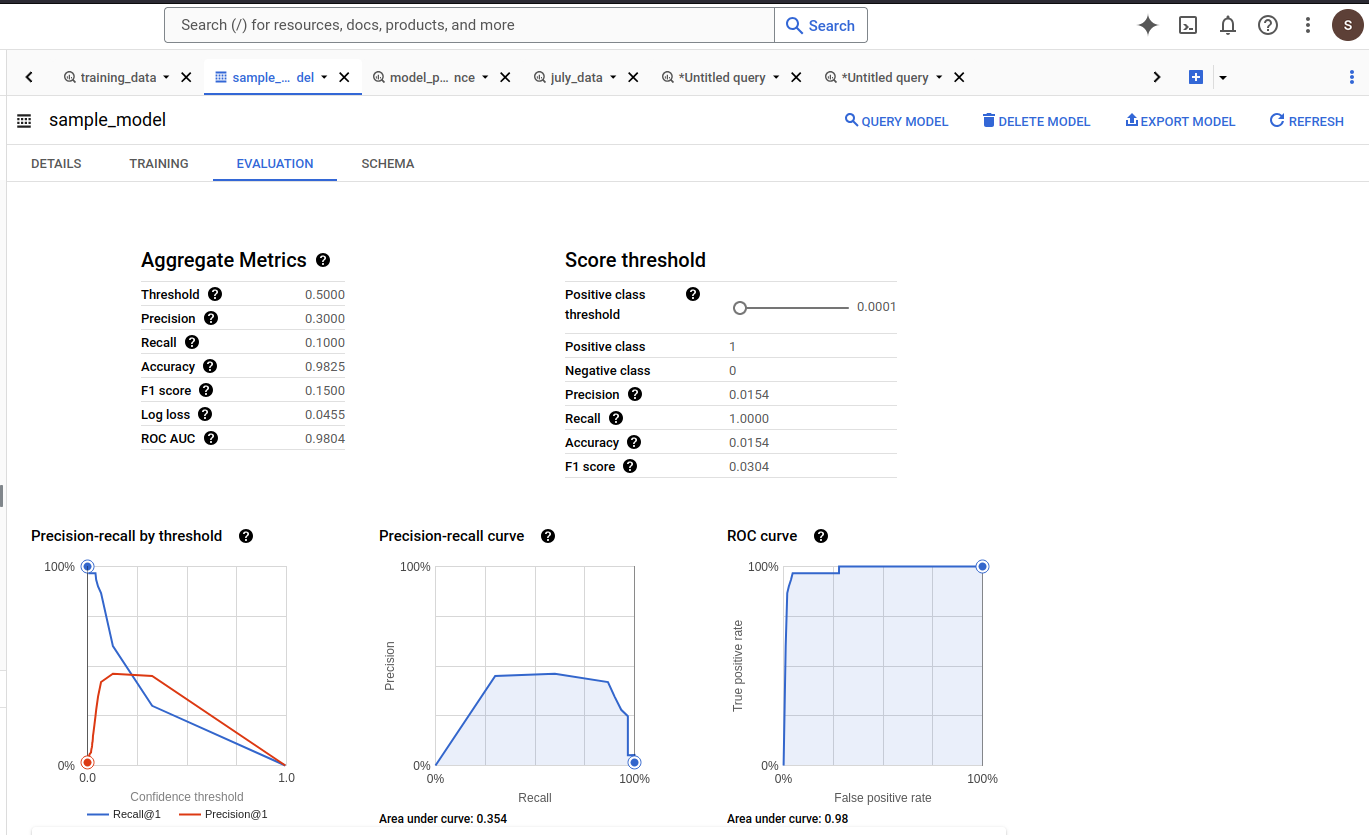 Search (/) for resources, docs, products, and more
Search
S
training_data
sample_... del
model_p... nce
july_data
*Untitled query
*Untitled query
sample_model
QUERY MODEL
DELETE MODEL
EXPORT MODEL
REFRESH
DETAILS
TRAINING
EVALUATION
SCHEMA
Aggregate Metrics
Threshold 0.5000
Precision 0.3000
Recall 0.1000
Accuracy 0.9825
F1 score 0.1500
Log loss 0.0455
ROC AUC 0.9804
Score threshold
Positive class
threshold
0.0001
Positive class 1
Negative class 0
Precision 0.0154
Recall 1.0000
Accuracy 0.0154
F1 score 0.0304
Precision-recall by threshold
100%
0%
0.0
1.0
Confidence threshold
Recall@1
Precision@1
Precision-recall curve
100%
Precision
0%
0%
100%
Recall
Area under curve: 0.354
ROC curve
100%
True positive rate
0%
0%
100%
False positive rate
Area under curve: 0.98